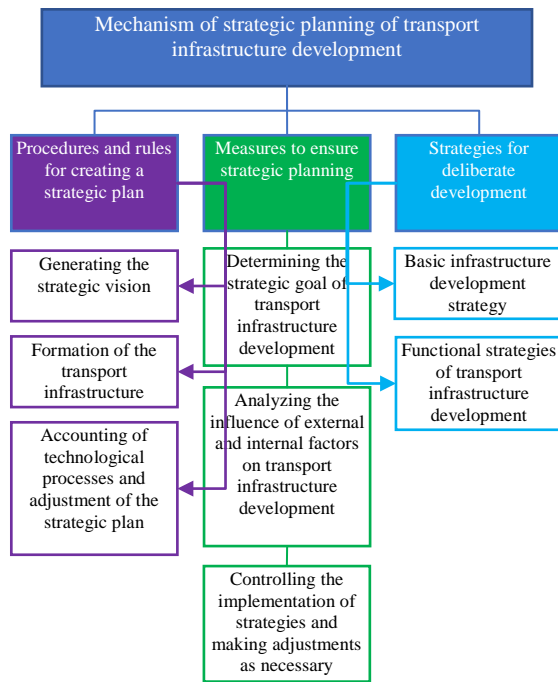 Mechanism of strategic planning of transport
infrastructure development
Procedures and rules
for creating a
strategic plan
Measures to ensure
strategic planning
Strategies for
deliberate
development
Generating the
strategic vision
Formation of the
transport
infrastructure
Accounting of
technological
processes and
adjustment of the
strategic plan
Determining the
strategic goal of
transport
infrastructure
development
Analyzing the
influence of external
and internal factors
on transport
infrastructure
development
Controlling the
implementation of
strategies and
making adjustments
as necessary
Basic infrastructure
development
strategy
Functional strategies
of transport
infrastructure
development